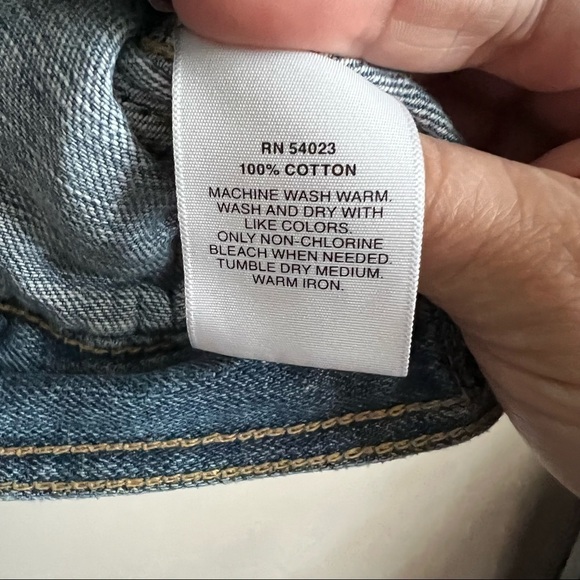 RN 54023
100% COTTON
MACHINE WASH WARM.
WASH AND DRY WITH
LIKE COLORS.
ONLY NON-CHLORINE
BLEACH WHEN NEEDED.
TUMBLE DRY MEDIUM.
WARM IRON.